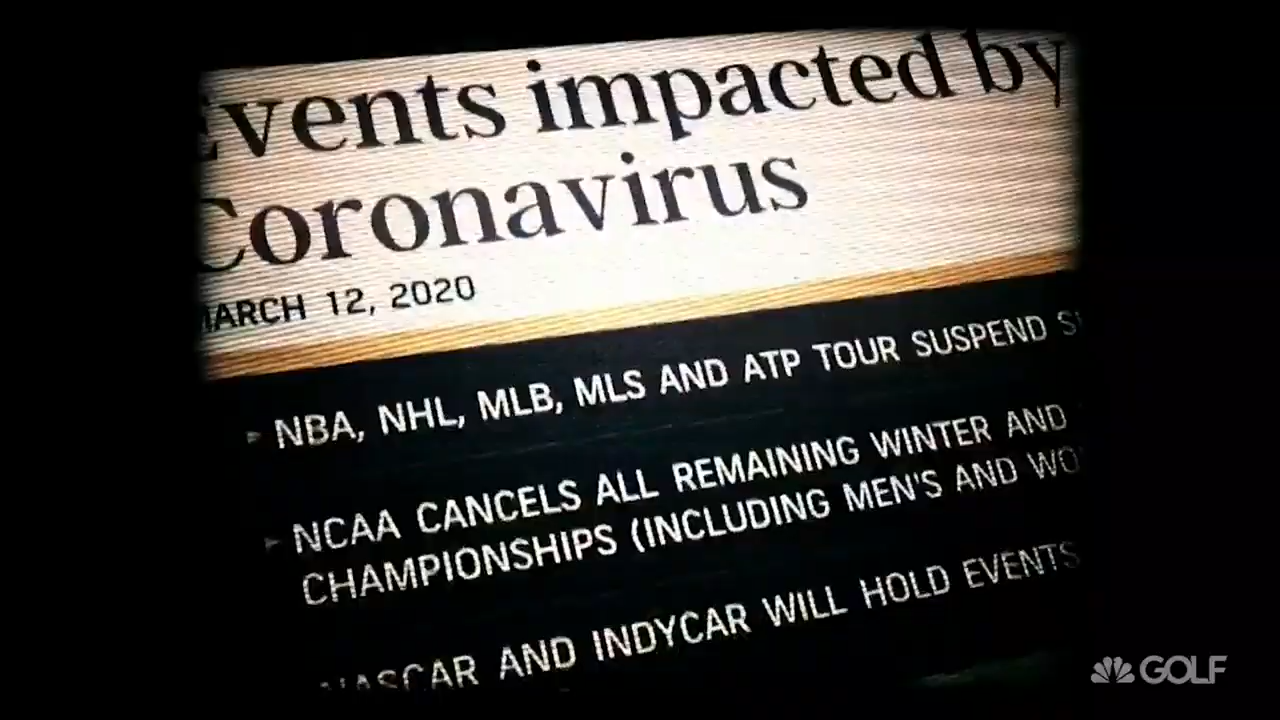 Events impacted by
Coronavirus
MARCH 12, 2020
NBA, NHL, MLB, MLS AND ATP TOUR SUSPEND
NCAA CANCELS ALL REMAINING WINTER AND
CHAMPIONSHIPS (INCLUDING MEN'S AND
NASCAR AND INDYCAR WILL HOLD EVENTS
GOLF